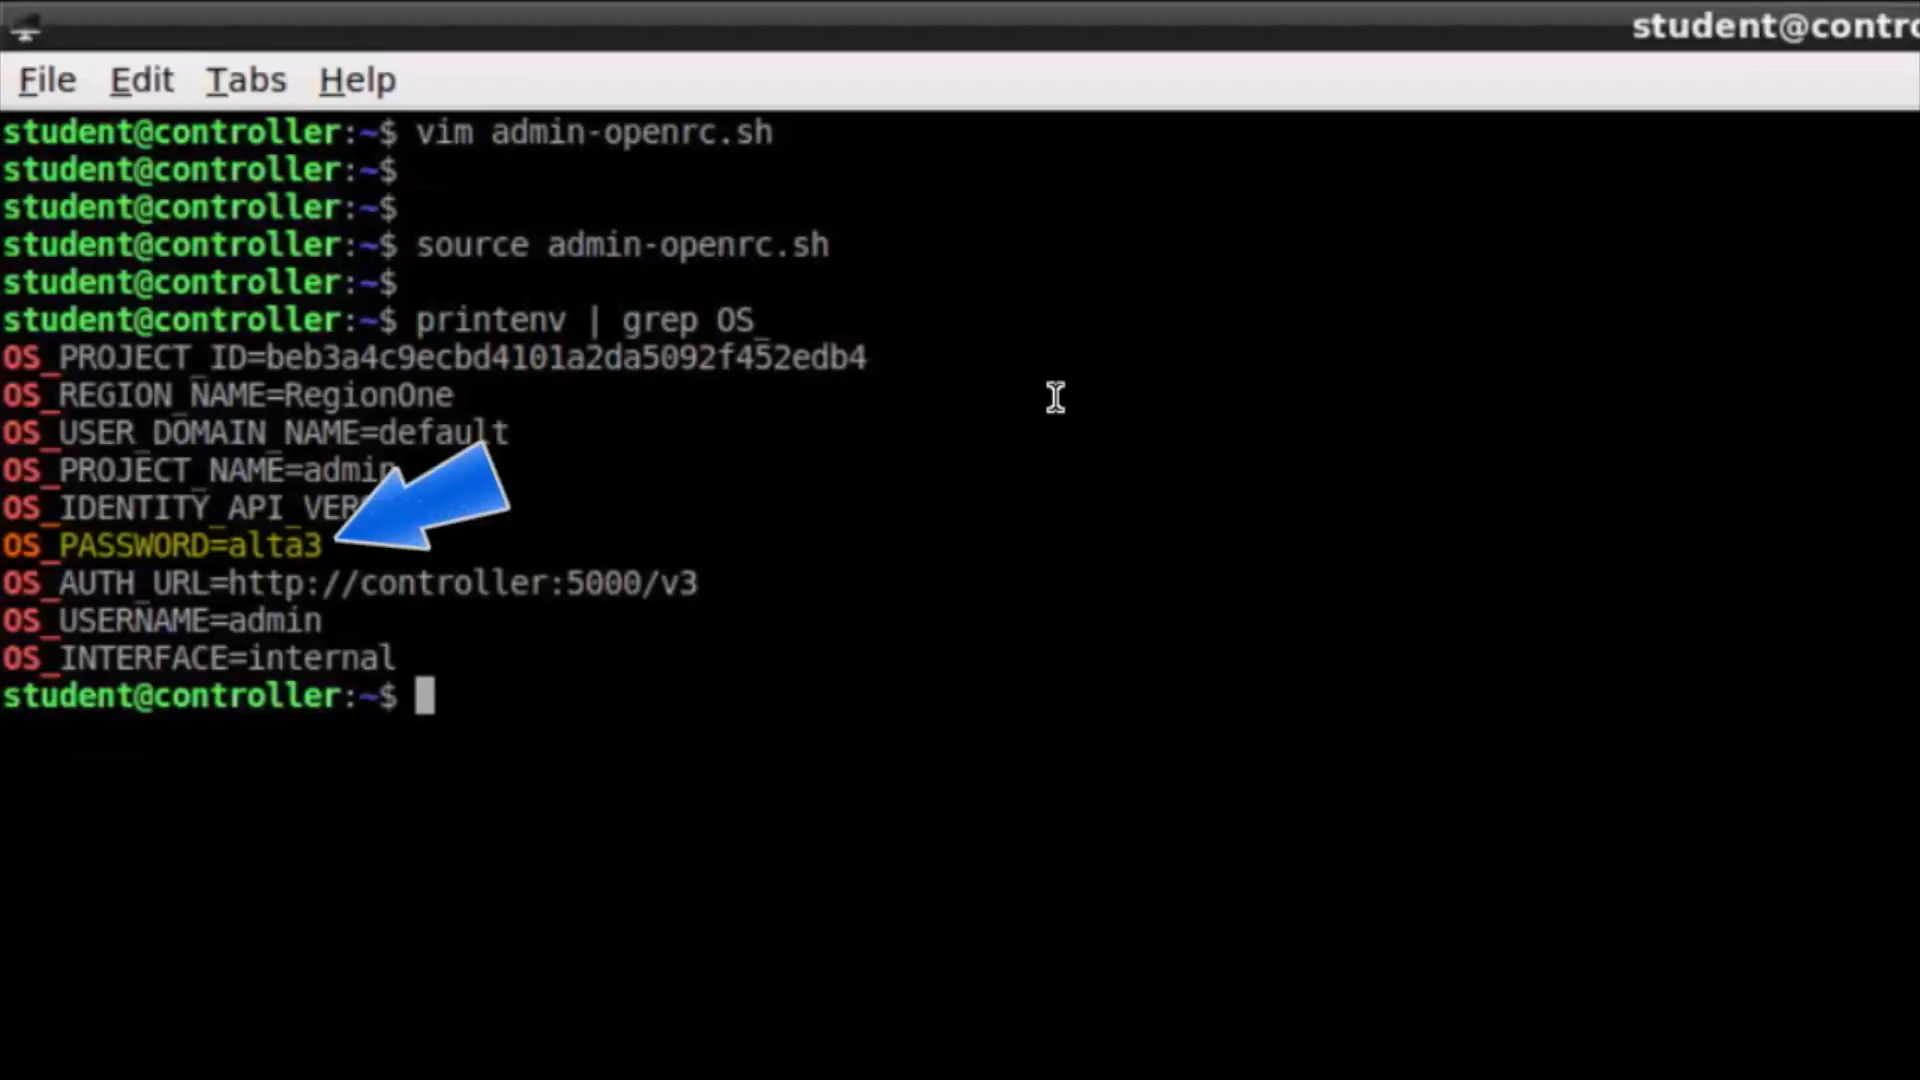 student@contro
File Edit Tabs Help
student@controller:~$ vim admin-openrc.sh
student@controller:~$
student@controller:~$
student@controller:~$ source admin-openrc.sh
student@controller:~$
student@controller:~$ printenv | grep OS_
OS_PROJECT_ID=beb3a4c9ecbd4101a2da5092f452edb4
OS_REGION_NAME=RegionOne
OS_USER_DOMAIN_NAME=default
OS_PROJECT_NAME=admin
OS_IDENTITY_API_VER
OS_PASSWORD=alta3
OS_AUTH_URL=http://controller:5000/v3
OS_USERNAME=admin
OS_INTERFACE=internal
student@controller:~$